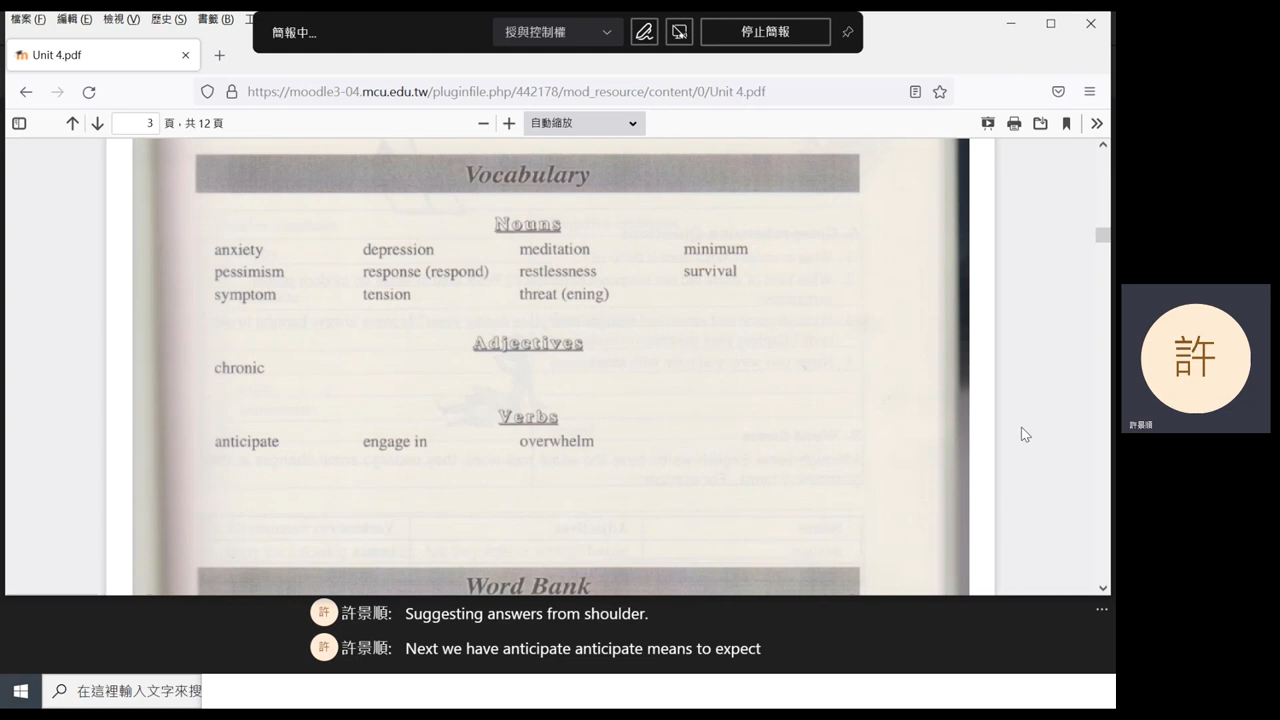 檔案(F) 編輯(E) 檢視(V) 歷史(S) 書籤(B)
簡報中... 授與控制權 停止簡報
Unit 4.pdf
https://moodle3-04.mcu.edu.tw/pluginfile.php/442178/mod_resource/content/0/Unit 4.pdf
3 頁，共 12 頁 自動縮放
Vocabulary
Nouns
anxiety depression meditation minimum
pessimism response (respond) restlessness survival
symptom tension threat (ening)
Adjectives
chronic
Verbs
anticipate engage in overwhelm
Word Bank
許
許景順
許 許景順: Suggesting answers from shoulder.
許 許景順: Next we have anticipate anticipate means to expect
在這裡輸入文字來搜